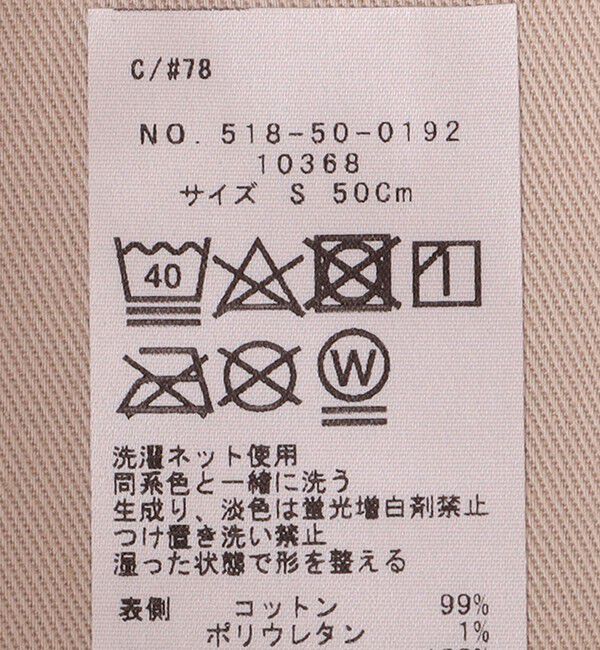 C/#78
NO. 518-50-0192
10368
サイズ S 50Cm
40
W
洗濯ネット使用
同系色と一緒に洗う
生成り、淡色は蛍光増白剤禁止
つけ置き洗い禁止
湿った状態で形を整える
表側 コットン 99%
ポリウレタン 1%